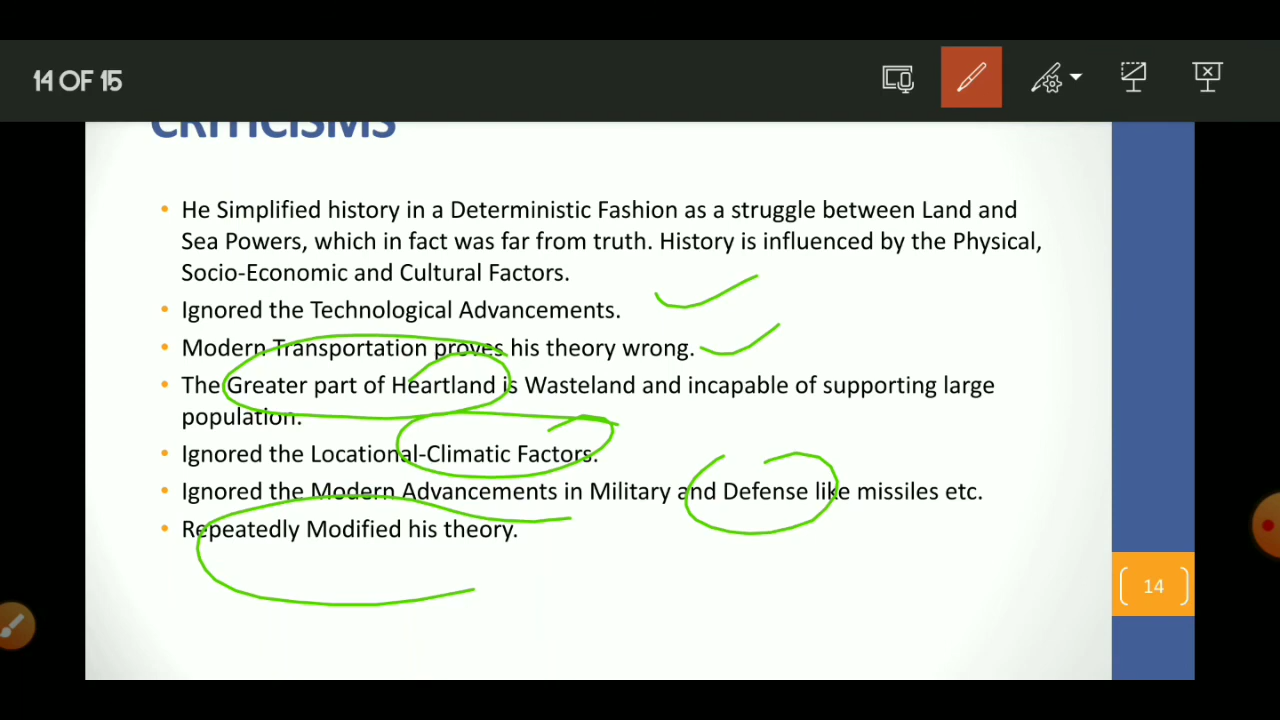 14 OF 15
CRITICISMS
• He Simplified history in a Deterministic Fashion as a struggle between Land and
Sea Powers, which in fact was far from truth. History is influenced by the Physical,
Socio-Economic and Cultural Factors.
• Ignored the Technological Advancements.
• Modern Transportation proves his theory wrong.
• The Greater part of Heartland is Wasteland and incapable of supporting large
population.
• Ignored the Locational-Climatic Factors.
• Ignored the Modern Advancements in Military and Defense like missiles etc.
• Repeatedly Modified his theory.
14